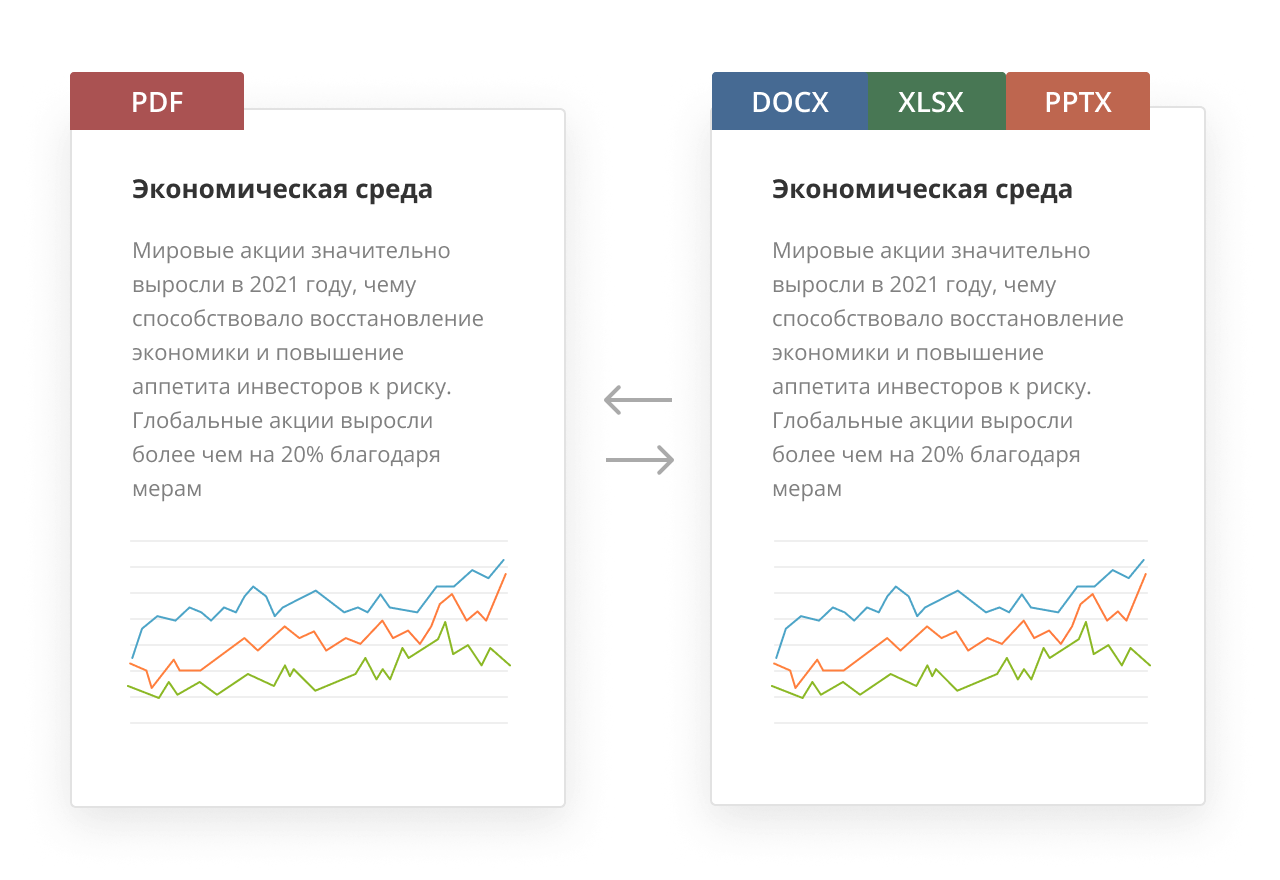 PDF
Экономическая среда
Мировые акции значительно
выросли в 2021 году, чему
способствовало восстановление
экономики и повышение
аппетита инвесторов к риску.
Глобальные акции выросли
более чем на 20% благодаря
мерам
DOCX XLSX PPTX
Экономическая среда
Мировые акции значительно
выросли в 2021 году, чему
способствовало восстановление
экономики и повышение
аппетита инвесторов к риску.
Глобальные акции выросли
более чем на 20% благодаря
мерам